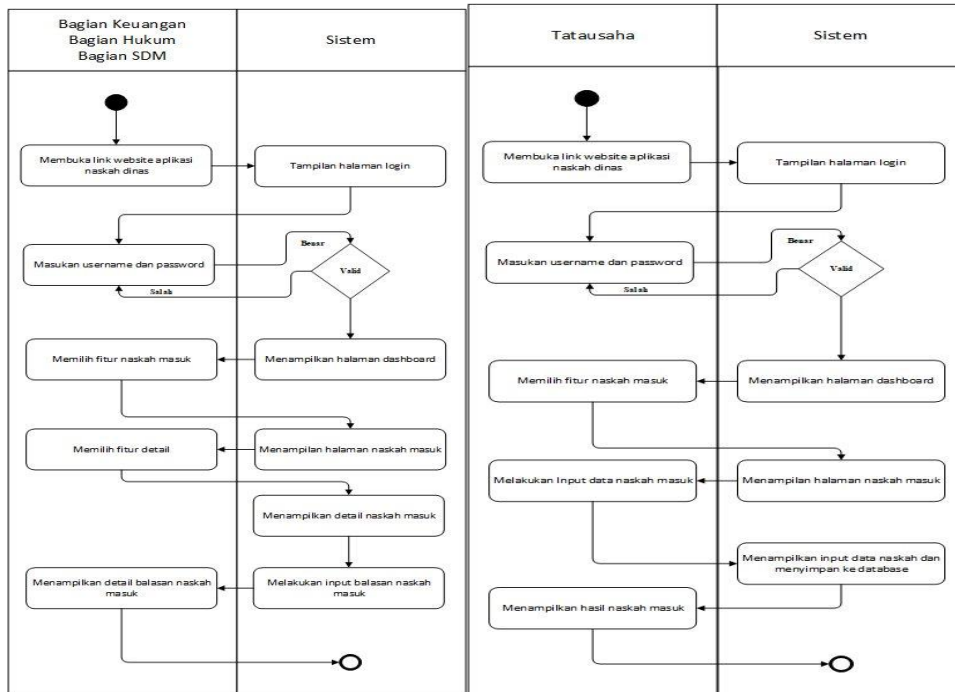 Bagian Keuangan
Bagian Hukum
Bagian SDM
Sistem
Membuka link website aplikasi
naskah dinas
Tampilan halaman login
Masukan username dan password
Benar
Valid
Salah
Memilih fitur naskah masuk
Menampilkan halaman dashboard
Memilih fitur detail
Menampilan halaman naskah masuk
Menampilkan detail naskah masuk
Menampilkan detail balasan naskah
masuk
Melakukan input balasan naskah
masuk
Tatausaha
Sistem
Membuka link website aplikasi
naskah dinas
Tampilan halaman login
Masukan username dan password
Benar
Valid
Salah
Memilih fitur naskah masuk
Menampilkan halaman dashboard
Melakukan Input data naskah masuk
Menampilan halaman naskah masuk
Menampilkan input data naskah dan
menyimpan ke database
Menampilkan hasil naskah masuk